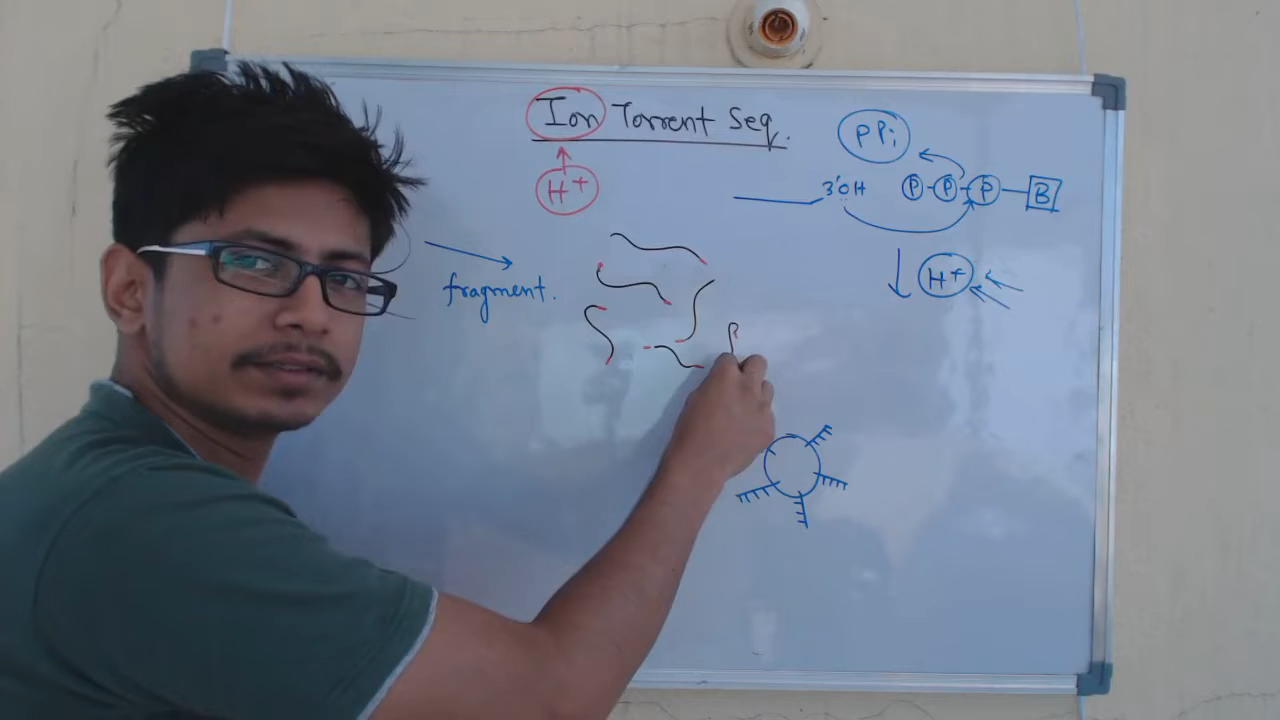 Ion Torrent Seq.
PPi
H+
3'OH P-P-P-B
fragment.
H+